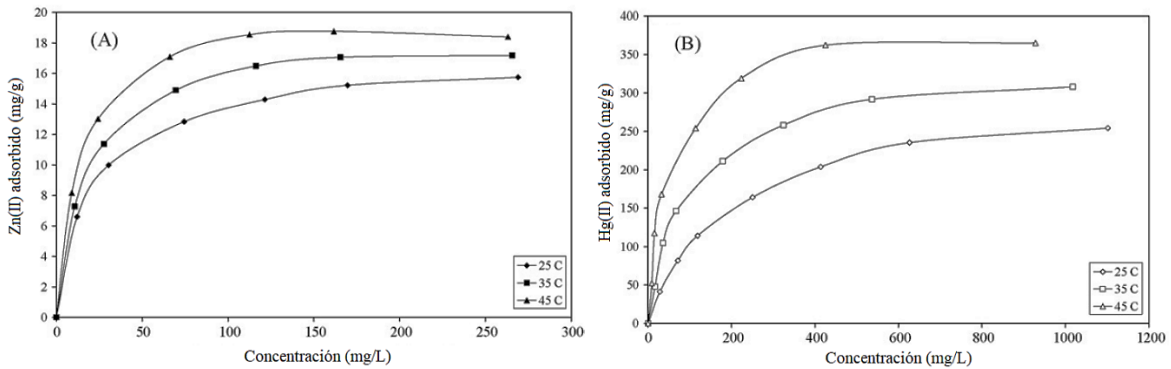 (A)
Zn(II) adsorbido (mg/g)
20
18
16
14
12
10
8
6
4
2
0
0 50 100 150 200 250 300
Concentración (mg/L)
25 C
35 C
45 C
(B)
Hg(II) adsorbido (mg/g)
400
350
300
250
200
150
100
50
0
0 200 400 600 800 1000 1200
Concentración (mg/L)
25 C
35 C
45 C